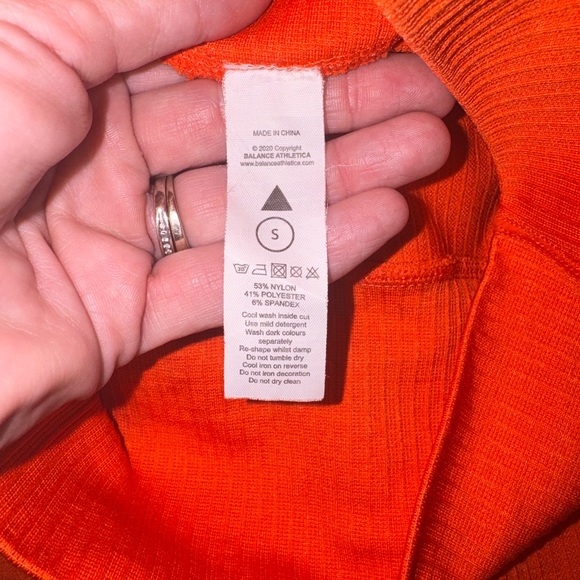 MADE IN CHINA
© 2020 Copyright
BALANCE ATHLETICA
www.balanceathletica.com
S
53% NYLON
41% POLYESTER
6% SPANDEX
Cool wash inside out
Use mild detergent
Wash dark colours
separately
Re-shape whilst damp
Do not tumble dry
Cool iron on reverse
Do not iron decoration
Do not dry clean